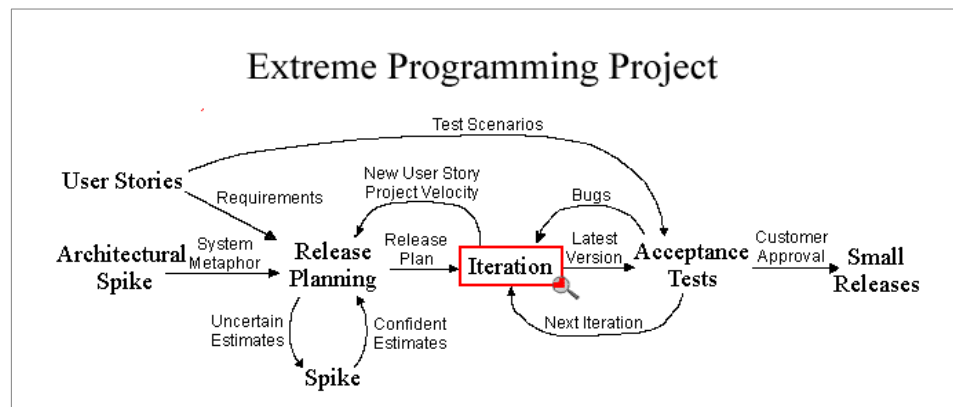 Extreme Programming Project
Test Scenarios
User Stories
Requirements
New User Story
Project Velocity
Bugs
Architectural
Spike
System
Metaphor
Release
Planning
Release
Plan
Iteration
Latest
Version
Acceptance
Tests
Customer
Approval
Small
Releases
Next Iteration
Uncertain
Estimates
Confident
Estimates
Spike